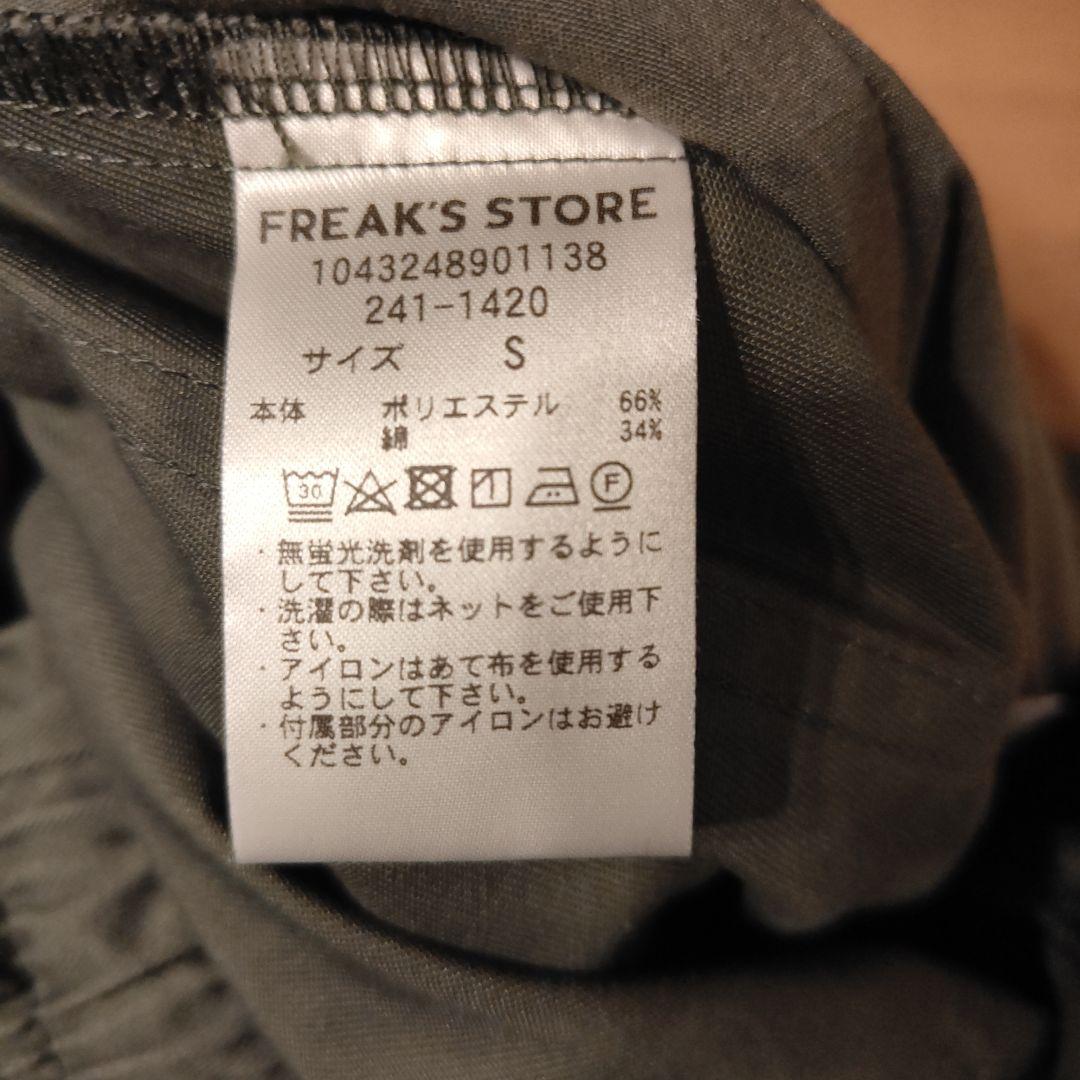 FREAK'S STORE
1043248901138
241-1420
サイズ S
本体 ポリエステル 66%
綿 34%
30 F
・無蛍光洗剤を使用するように
して下さい。
・洗濯の際はネットをご使用下
さい。
・アイロンはあて布を使用する
ようにして下さい。
・付属部分のアイロンはお避け
ください。